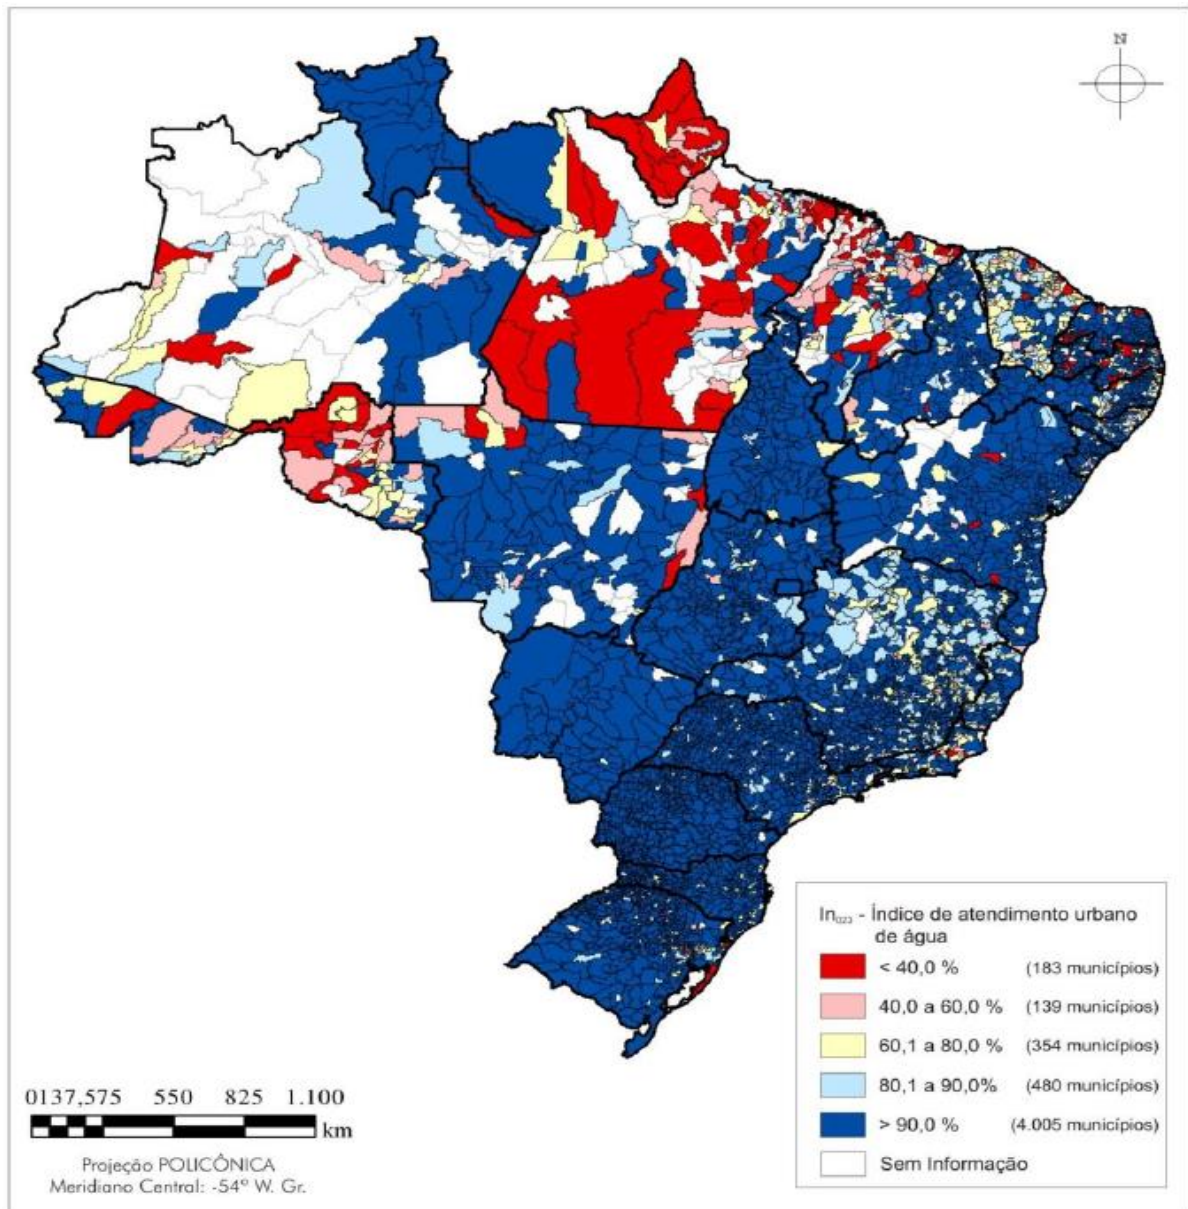 N
In023 - Índice de atendimento urbano
de água
< 40,0 % (183 municípios)
40,0 a 60,0 % (139 municípios)
60,1 a 80,0 % (354 municípios)
80,1 a 90,0% (480 municípios)
> 90,0 % (4.005 municípios)
Sem Informação
0137,575 550 825 1.100
km
Projeção POLICÔNICA
Meridiano Central: -54º W. Gr.